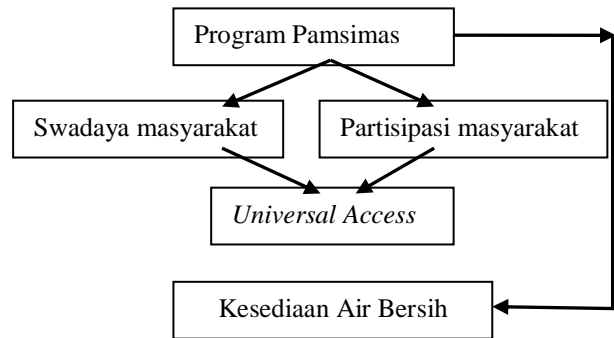 Program Pamsimas
Swadaya masyarakat
Partisipasi masyarakat
Universal Access
Kesediaan Air Bersih